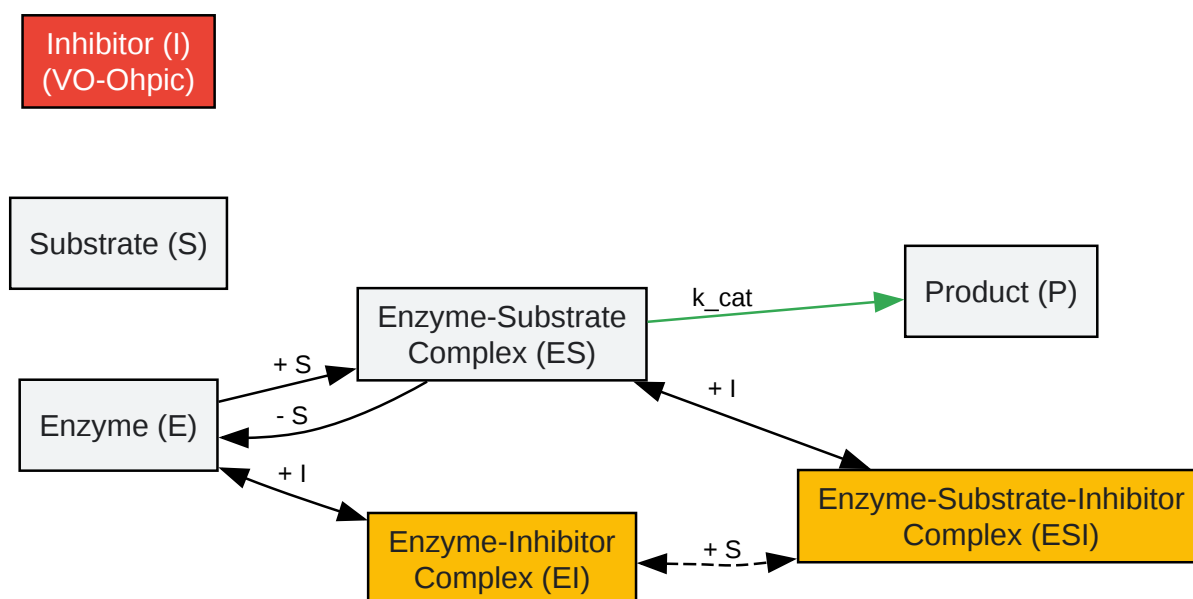 Inhibitor (I)
(VO-Ohpic)
Substrate (S)
Enzyme-Substrate
Complex (ES)
k_cat
Product (P)
+ S
- S
Enzyme (E)
+ I
+ I
Enzyme-Inhibitor
Complex (EI)
+ S
Enzyme-Substrate-Inhibitor
Complex (ESI)